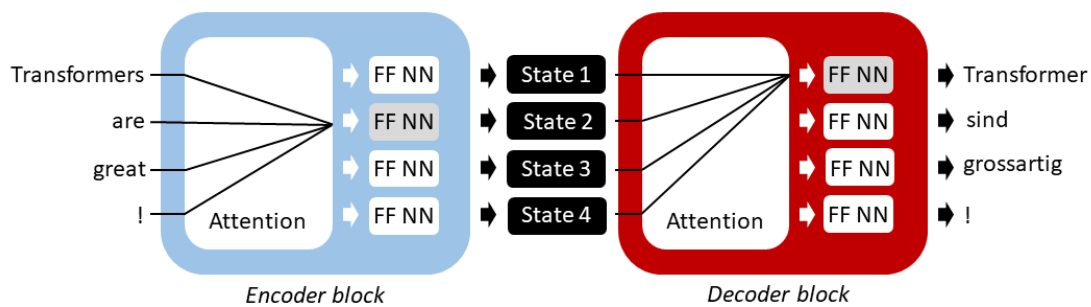 Transformers
are
great
!
Attention
FF NN
FF NN
FF NN
FF NN
Encoder block
State 1
State 2
State 3
State 4
Attention
FF NN
FF NN
FF NN
FF NN
Decoder block
Transformer
sind
grossartig
!